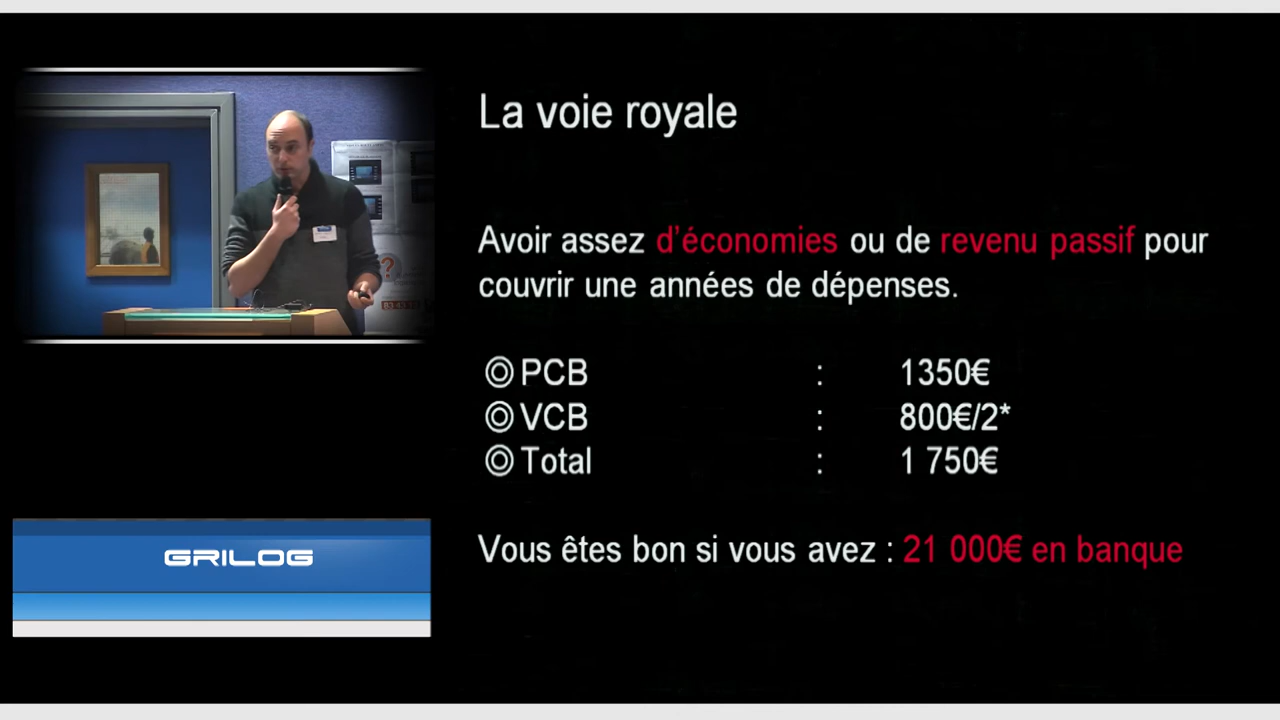 La voie royale
Avoir assez d'économies ou de revenu passif pour
couvrir une années de dépenses.
PCB : 1350€
VCB : 800€/2*
Total : 1 750€
GRILOG
Vous êtes bon si vous avez : 21 000€ en banque